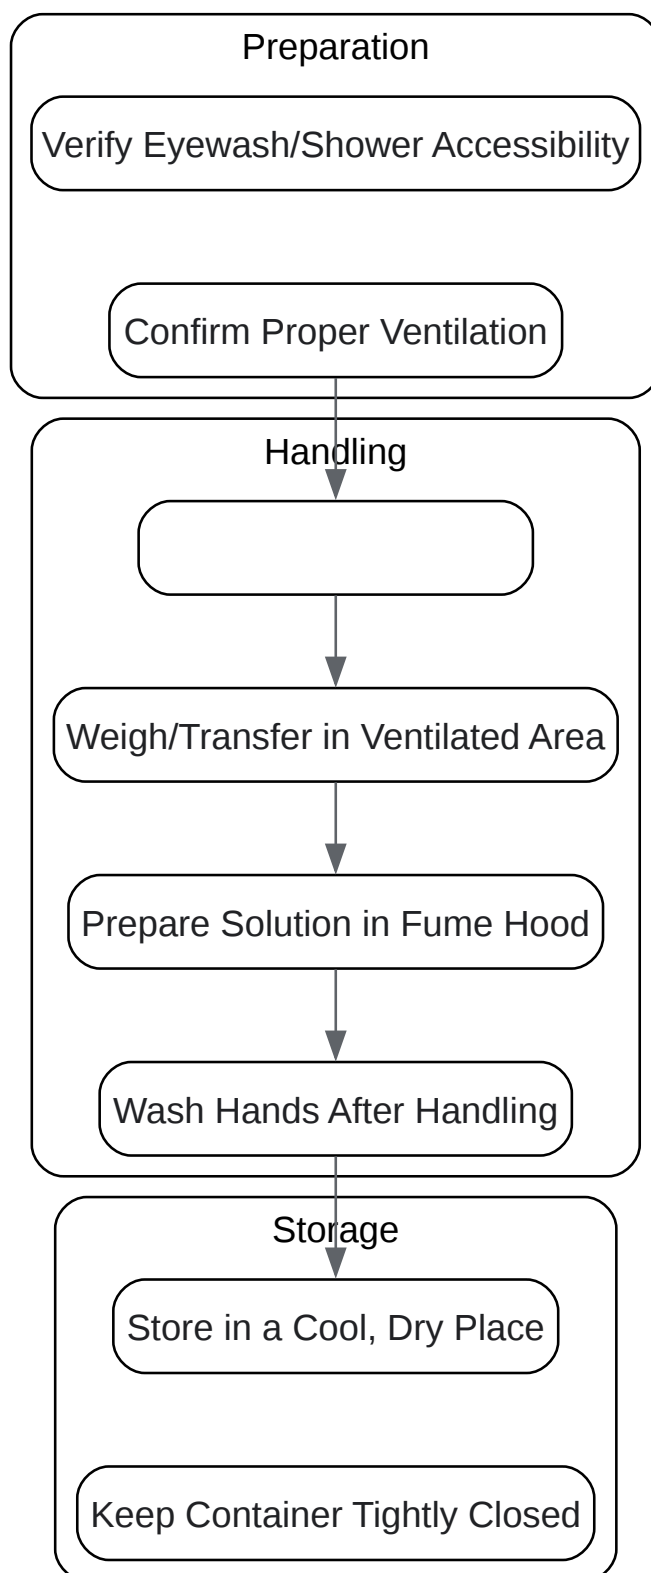 Preparation
Verify Eyewash/Shower Accessibility
Confirm Proper Ventilation
Handling
Weigh/Transfer in Ventilated Area
Prepare Solution in Fume Hood
Wash Hands After Handling
Storage
Store in a Cool, Dry Place
Keep Container Tightly Closed